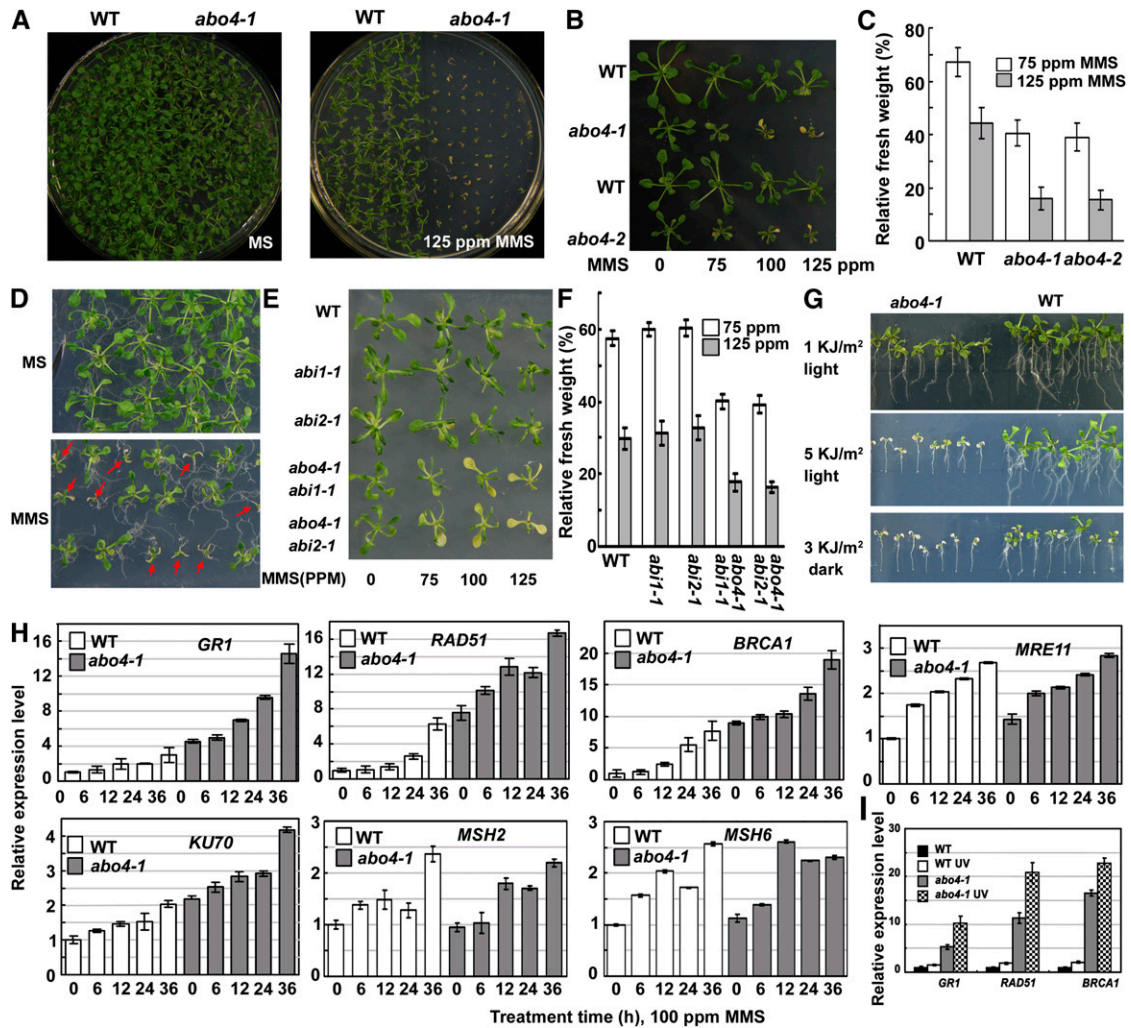 A
WT abo4-1 WT abo4-1
MS
125 ppm MMS
B
WT
abo4-1
WT
abo4-2
MMS 0 75 100 125 ppm
C
Relative fresh weight (%)
80
60
40
20
0
75 ppm MMS
125 ppm MMS
WT abo4-1 abo4-2
D
MS
MMS
E
WT
abi1-1
abi2-1
abo4-1
abi1-1
abo4-1
abi2-1
MMS(PPM) 0 75 100 125
F
Relative fresh weight (%)
60
40
20
0
75 ppm
125 ppm
WT
abi1-1
abi2-1
abo4-1
abi1-1
abo4-1
abi2-1
G
abo4-1 WT
1 KJ/m²
light
5 KJ/m²
light
3 KJ/m²
dark
H
Relative expression level
WT
abo4-1
GR1
16
12
8
4
0
0 6 12 24 36 0 6 12 24 36
WT
abo4-1
RAD51
16
12
8
4
0
0 6 12 24 36 0 6 12 24 36
WT
abo4-1
BRCA1
20
15
10
5
0
0 6 12 24 36 0 6 12 24 36
WT
abo4-1
MRE11
3
2
1
0
0 6 12 24 36 0 6 12 24 36
WT
abo4-1
KU70
4
3
2
1
0
0 6 12 24 36 0 6 12 24 36
WT
abo4-1
MSH2
3
2
1
0
0 6 12 24 36 0 6 12 24 36
WT
abo4-1
MSH6
3
2
1
0
0 6 12 24 36 0 6 12 24 36
Treatment time (h), 100 ppm MMS
I
Relative expression level
30
20
10
0
WT
WT UV
abo4-1
abo4-1 UV
GR1 RAD51 BRCA1